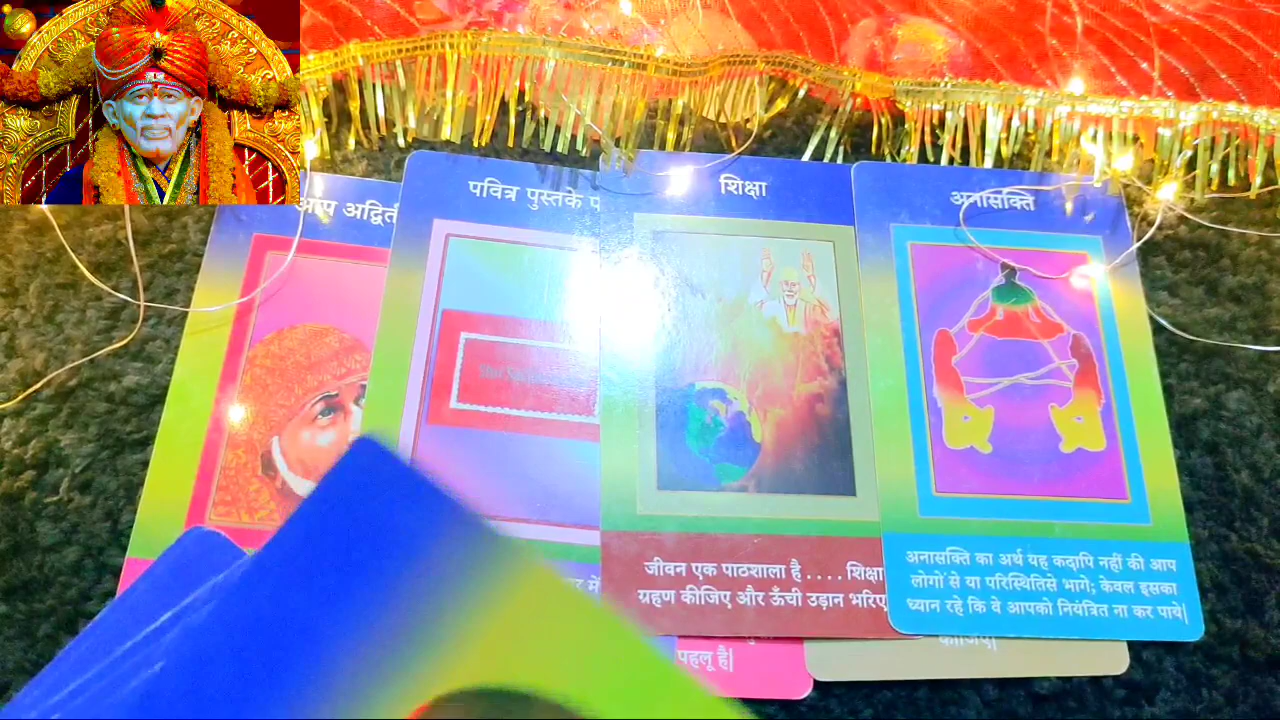 आप
पवित्र पुस्तके
शिक्षा
अनासक्ति
जीवन एक पाठशाला है .... शिक्षा
ग्रहण कीजिए और ऊँची उड़ान भरिए
अनासक्ति का अर्थ यह कदापि नहीं की आप
लोगों से या परिस्थितिसे भागे; केवल इसका
ध्यान रहे कि वे आपको नियंत्रित ना कर पाये|
पहलू है|